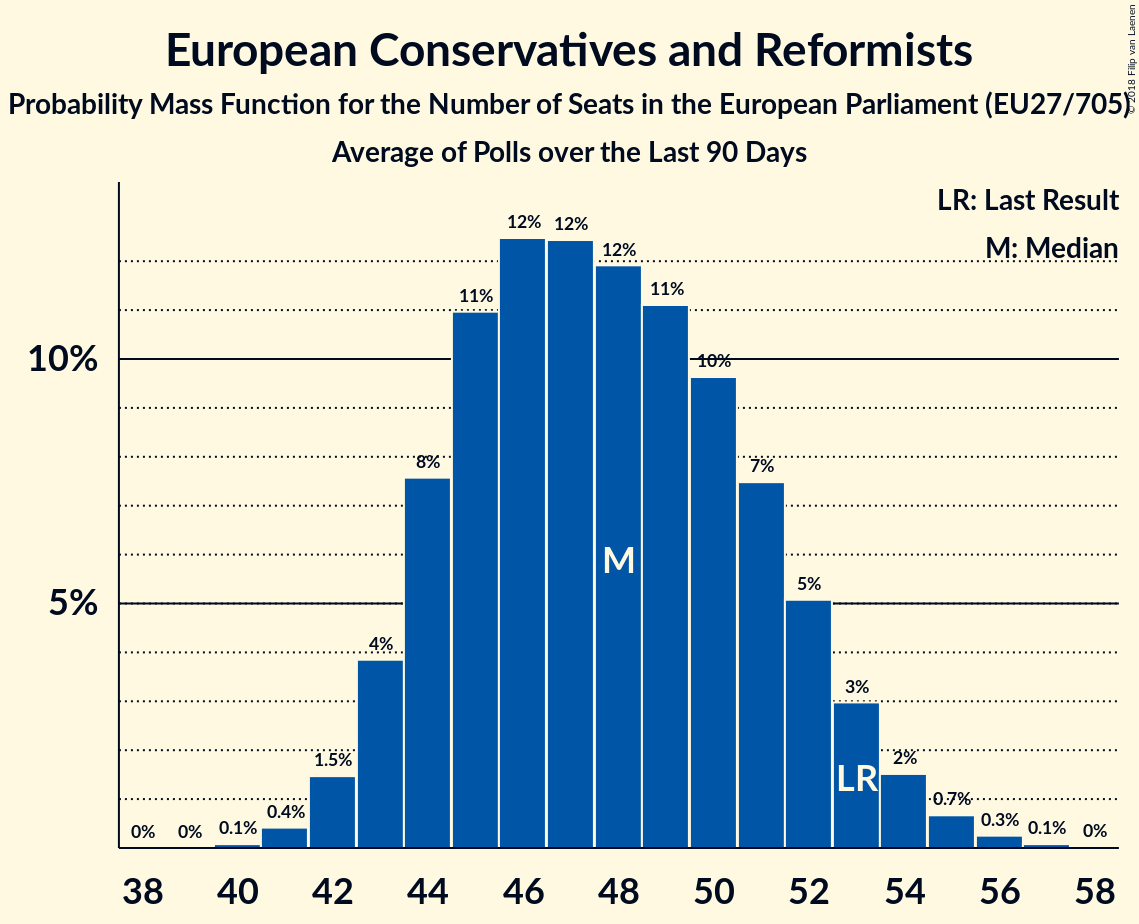 European Conservatives and Reformists
Probability Mass Function for the Number of Seats in the European Parliament (EU27/705)
Average of Polls over the Last 90 Days
© 2018 Filip van Laenen
LR: Last Result
M: Median
12% 12% 12%
11% 11%
10% 10%
8% 7%
M
5% 5%
4% 3%
LR
1.5% 2%
0.4% 0.7%
0% 0% 0.1% 0.3% 0.1% 0%
38 40 42 44 46 48 50 52 54 56 58